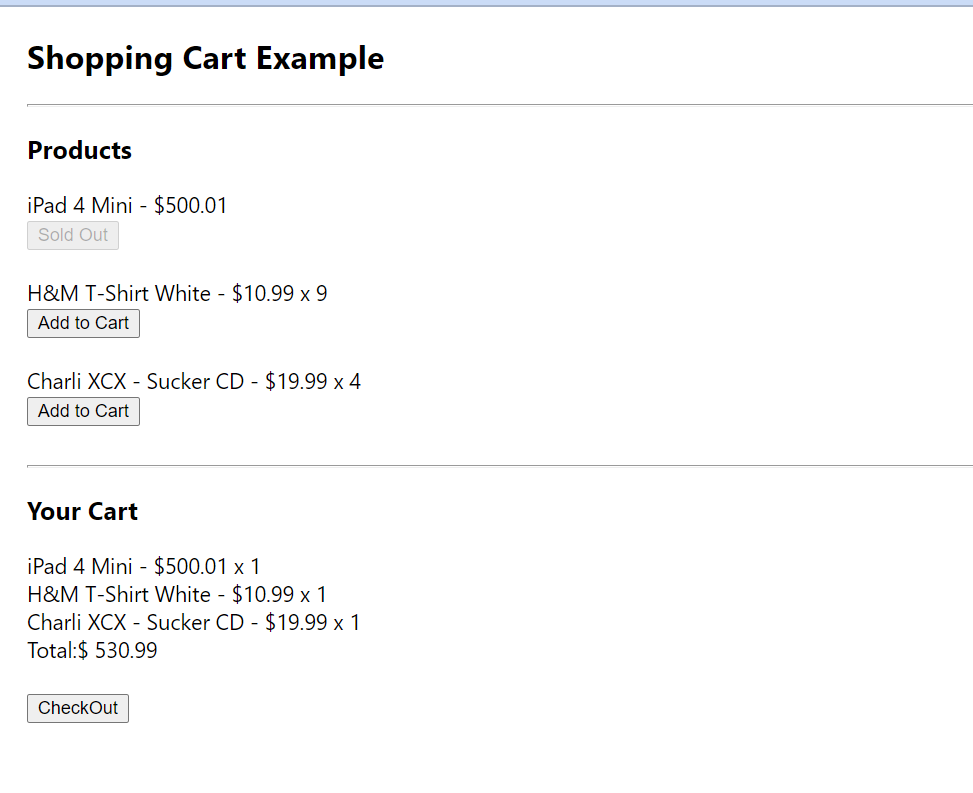 Shopping Cart Example
Products
iPad 4 Mini - $500.01
Sold Out
H&M T-Shirt White - $10.99 x 9
Add to Cart
Charli XCX - Sucker CD - $19.99 x 4
Add to Cart
Your Cart
iPad 4 Mini - $500.01 x 1
H&M T-Shirt White - $10.99 x 1
Charli XCX - Sucker CD - $19.99 x 1
Total:$ 530.99
CheckOut